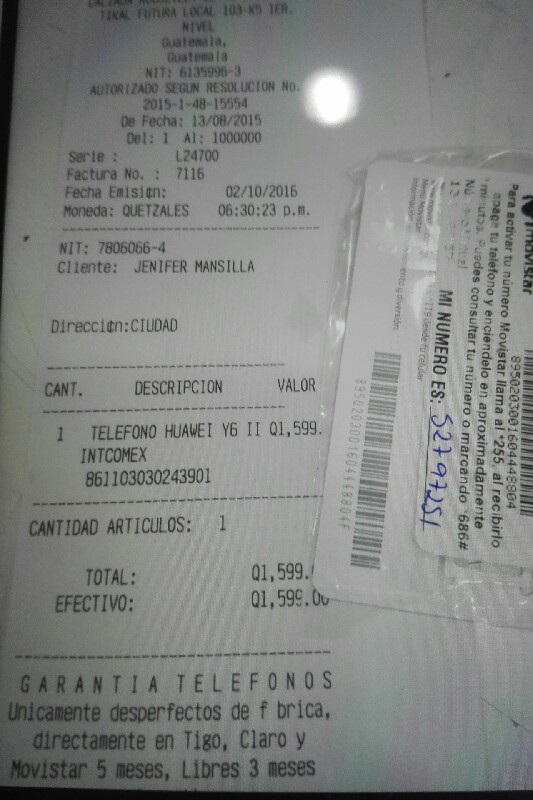 TIKAL FUTURA LOCAL 103-K5 1ER.
NIVEL
Guatemala,
Guatemala
NIT: 6135996-3
AUTORIZADO SEGUN RESOLUCION No.
2015-1-48-15554
De Fecha: 13/08/2015
Del: 1 Al: 1000000
Serie : L24700
Factura No. : 7116
Fecha Emisi¢n: 02/10/2016
Moneda: QUETZALES 06:30:23 p.m.
NIT: 7806066-4
Cliente: JENIFER MANSILLA
Direcci¢n:CIUDAD
CANT. DESCRIPCION VALOR
1 TELEFONO HUAWEI Y6 II Q1,599.
INTCOMEX
861103030243901
CANTIDAD ARTICULOS: 1
TOTAL: Q1,599.
EFECTIVO: Q1,599.00
GARANTIA TELEFONOS
Unicamente desperfectos de f brica,
directamente en Tigo, Claro y
Movistar 5 meses, Libres 3 meses
movistar
Para activar tu número Movistar llama al *255, al recibirlo
apaga tu teléfono y enciéndelo en aproximadamente
minutos. Puedes consultar tu número o marcando *686#
8950203001604448804
MI NUMERO ES: 52797251
desde tu celular
8950203001604448804F